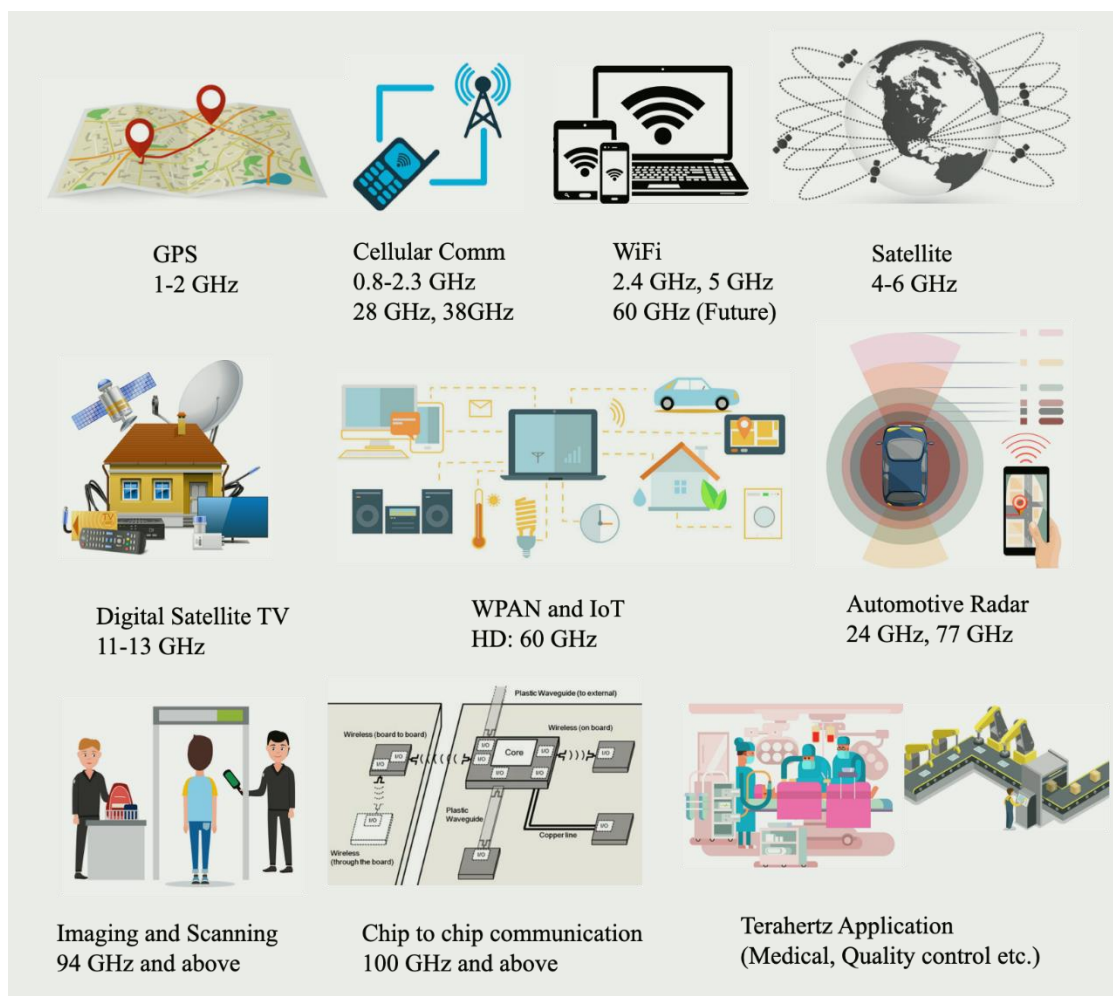 GPS
1-2 GHz
Cellular Comm
0.8-2.3 GHz
28 GHz, 38GHz
WiFi
2.4 GHz, 5 GHz
60 GHz (Future)
Satellite
4-6 GHz
TV
Digital Satellite TV
11-13 GHz
WPAN and IoT
HD: 60 GHz
Automotive Radar
24 GHz, 77 GHz
Plastic Waveguide (to external)
Wireless (board to board)
Wireless (on board)
I/O
I/O
Core
I/O
I/O
I/O
I/O
I/O
Plastic
Waveguide
Copper line
I/O
I/O
I/O
Wireless
(through the board)
Imaging and Scanning
94 GHz and above
Chip to chip communication
100 GHz and above
Terahertz Application
(Medical, Quality control etc.)